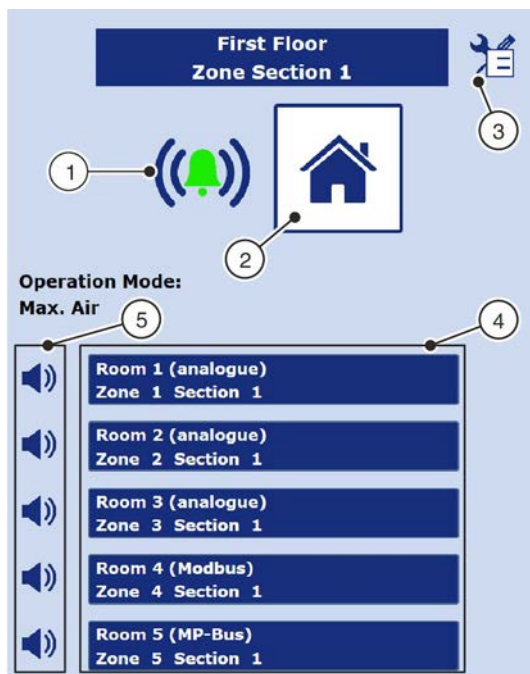 First Floor
Zone Section 1
3
1
2
Operation Mode:
Max. Air
5
4
Room 1 (analogue)
Zone 1 Section 1
Room 2 (analogue)
Zone 2 Section 1
Room 3 (analogue)
Zone 3 Section 1
Room 4 (Modbus)
Zone 4 Section 1
Room 5 (MP-Bus)
Zone 5 Section 1